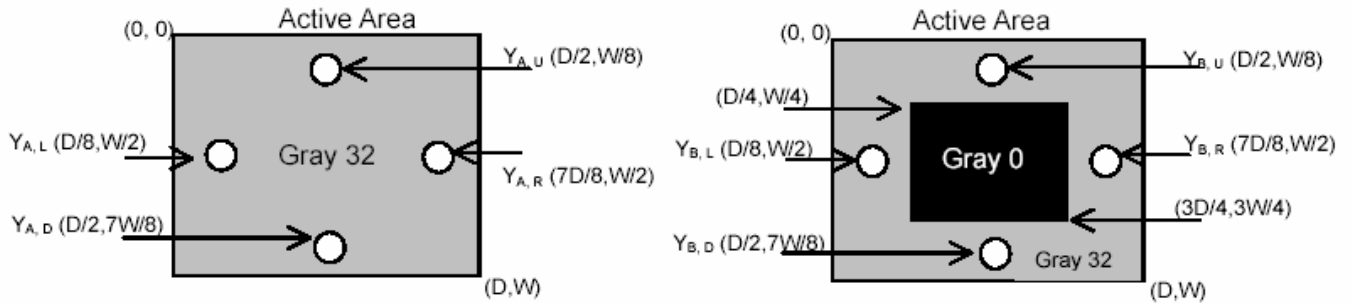 Active Area
(0, 0)
YA, U (D/2,W/8)
YA, L (D/8,W/2)
Gray 32
YA, R (7D/8,W/2)
YA, D (D/2,7W/8)
(D,W)
Active Area
(0, 0)
YB, U (D/2,W/8)
(D/4,W/4)
YB, L (D/8,W/2)
Gray 0
YB, R (7D/8,W/2)
(3D/4,3W/4)
YB, D (D/2,7W/8)
Gray 32
(D,W)